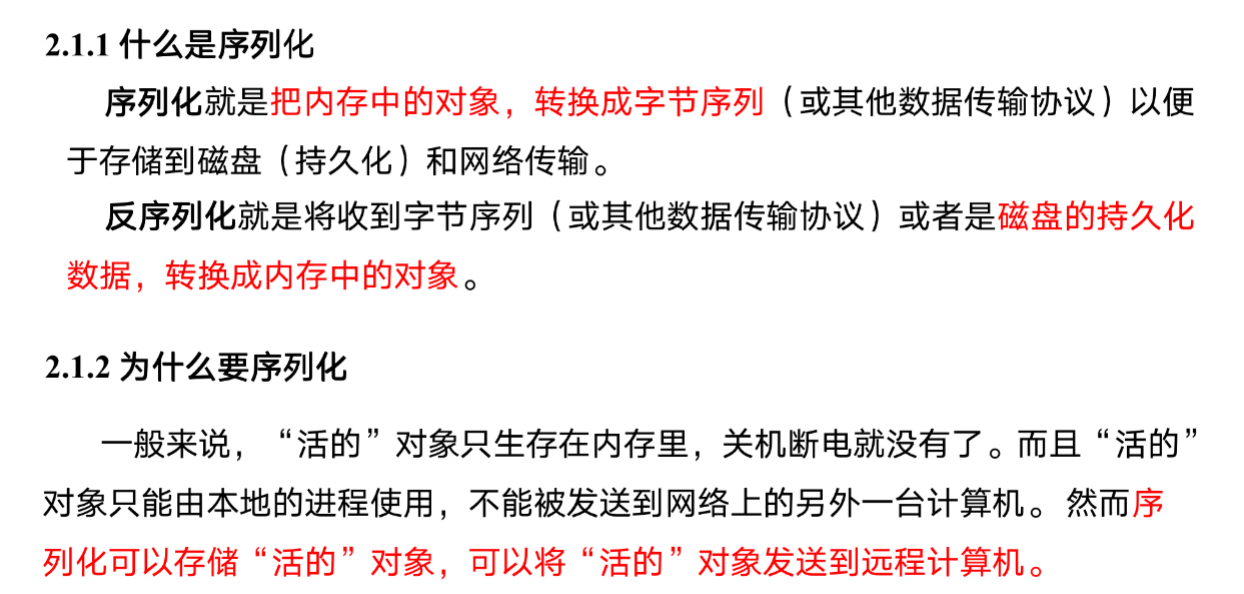 2.1.1 什么是序列化
序列化就是把内存中的对象，转换成字节序列（或其他数据传输协议）以便
于存储到磁盘（持久化）和网络传输。
反序列化就是将收到字节序列（或其他数据传输协议）或者是磁盘的持久化
数据，转换成内存中的对象。
2.1.2 为什么要序列化
一般来说，“活的”对象只生存在内存里，关机断电就没有了。而且“活的”
对象只能由本地的进程使用，不能被发送到网络上的另外一台计算机。 然而序
列化可以存储“活的”对象，可以将“活的”对象发送到远程计算机。